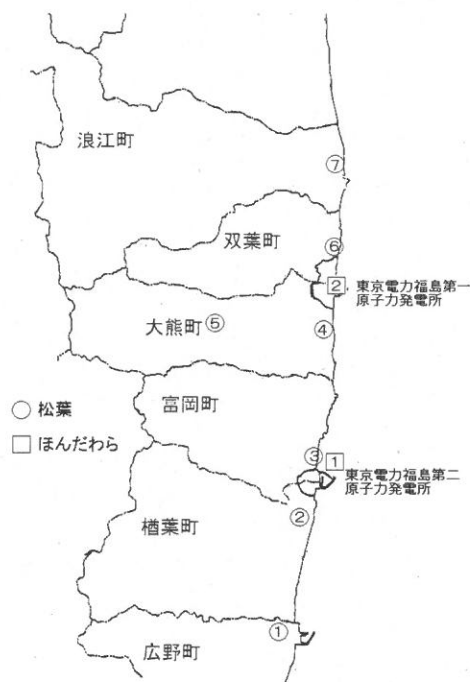 浪江町
⑦
双葉町
⑥
2
東京電力福島第一
原子力発電所
大熊町⑤
④
富岡町
○ 松葉
□ ほんだわら
③
1
東京電力福島第二
原子力発電所
②
楢葉町
①
広野町